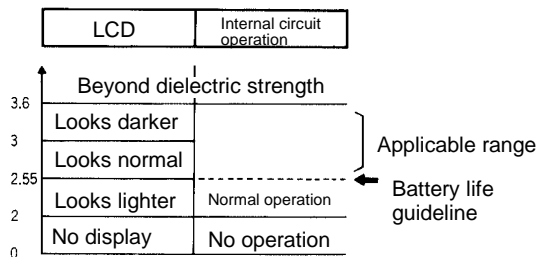 LCD
Internal circuit
operation
Beyond dielectric strength
3.6
Looks darker
3
Looks normal
Applicable range
2.55
Battery life
guideline
Looks lighter
Normal operation
2
No display
No operation
0